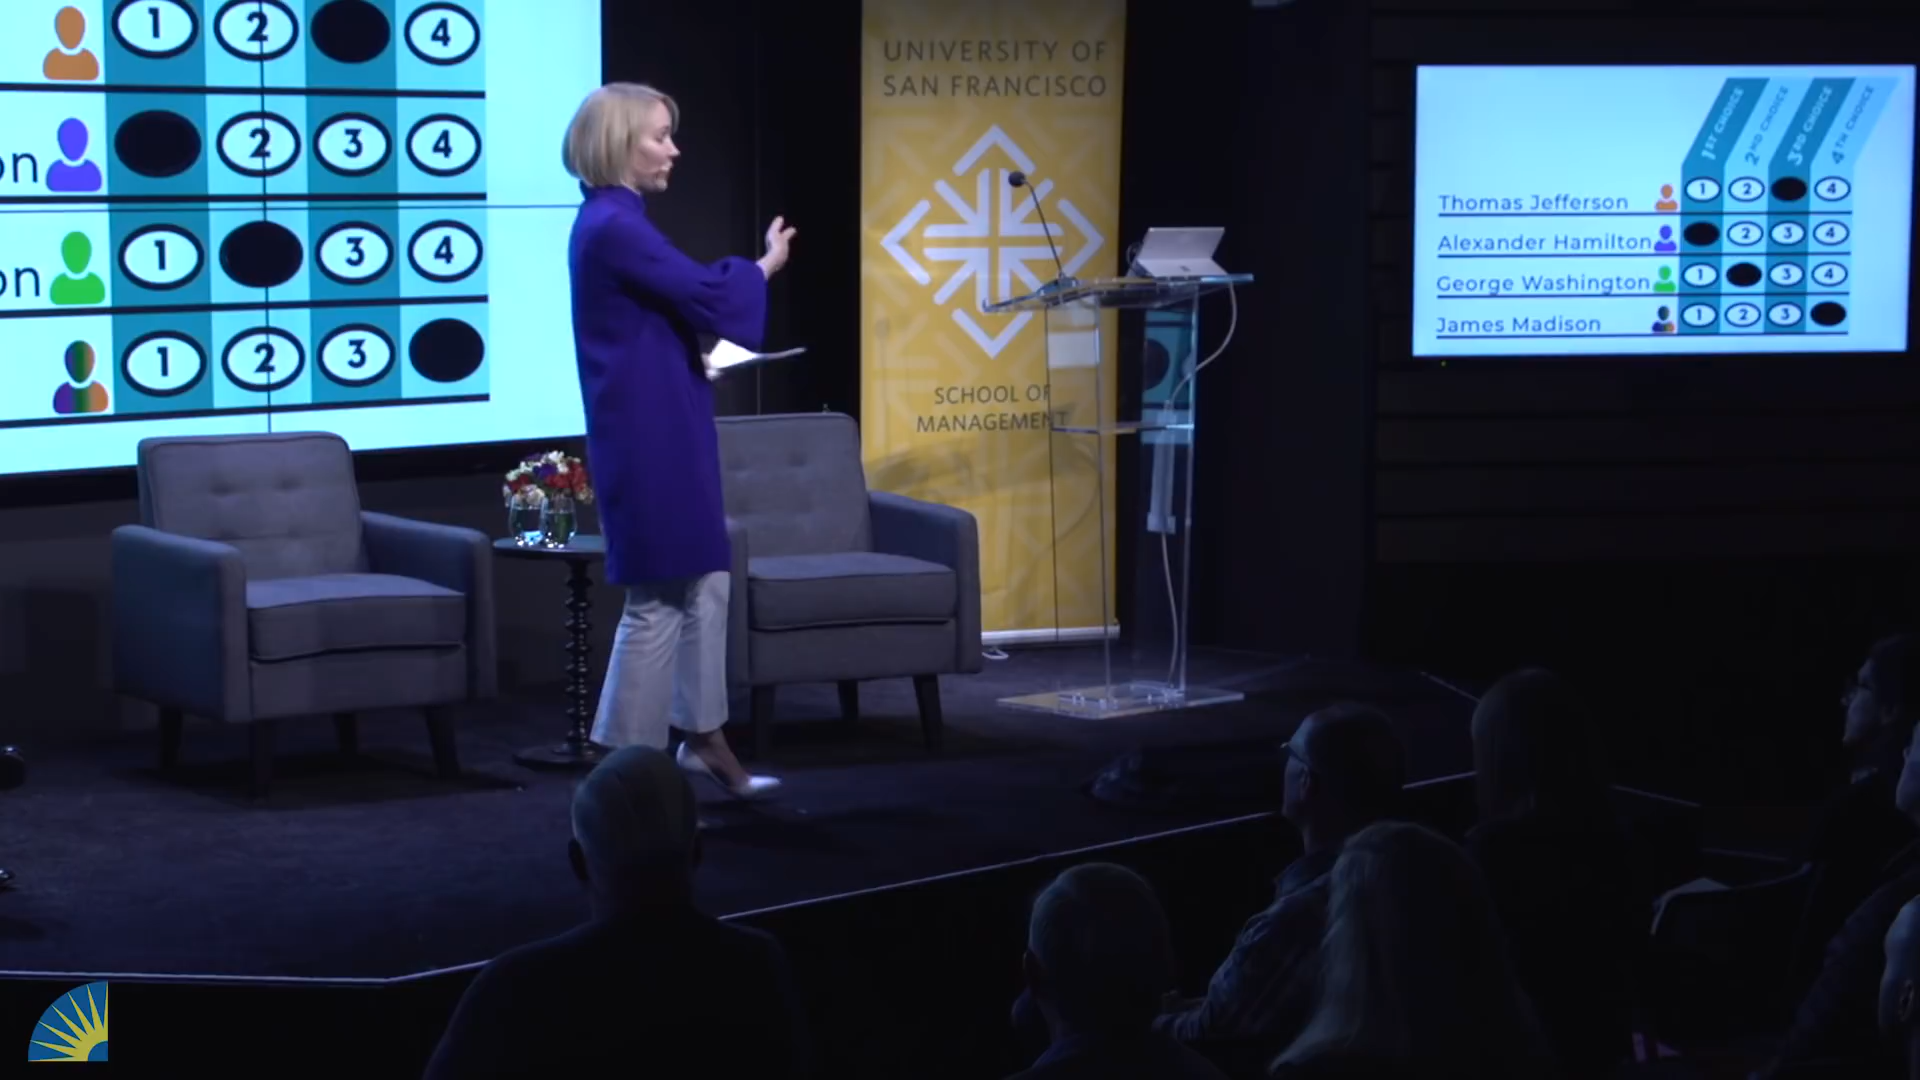 1 2 4
on 2 3 4
on 1 3 4
1 2 3
UNIVERSITY OF
SAN FRANCISCO
SCHOOL OF
MANAGEMENT
1ST CHOICE
2ND CHOICE
3RD CHOICE
4TH CHOICE
Thomas Jefferson 1 2 4
Alexander Hamilton 2 3 4
George Washington 1 3 4
James Madison 1 2 3